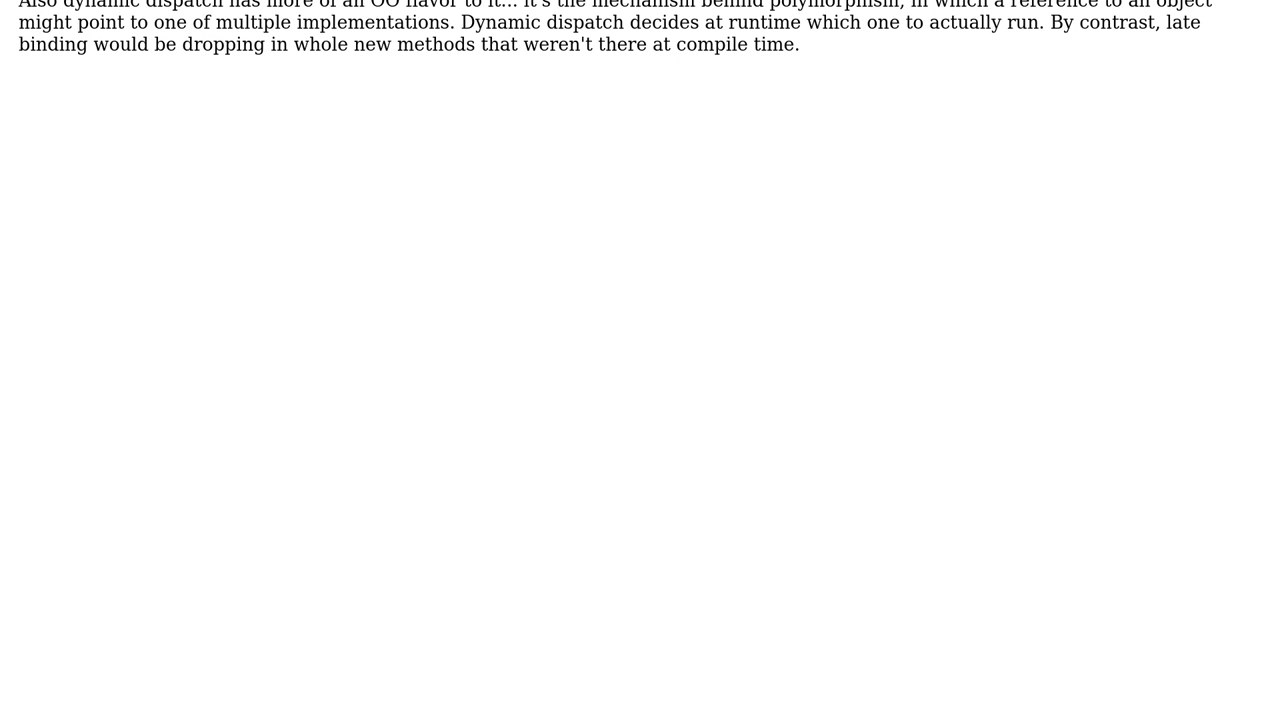 Also dynamic dispatch has more of an OO flavor to it... it's the mechanism behind polymorphism, in which a reference to an object
might point to one of multiple implementations. Dynamic dispatch decides at runtime which one to actually run. By contrast, late
binding would be dropping in whole new methods that weren't there at compile time.